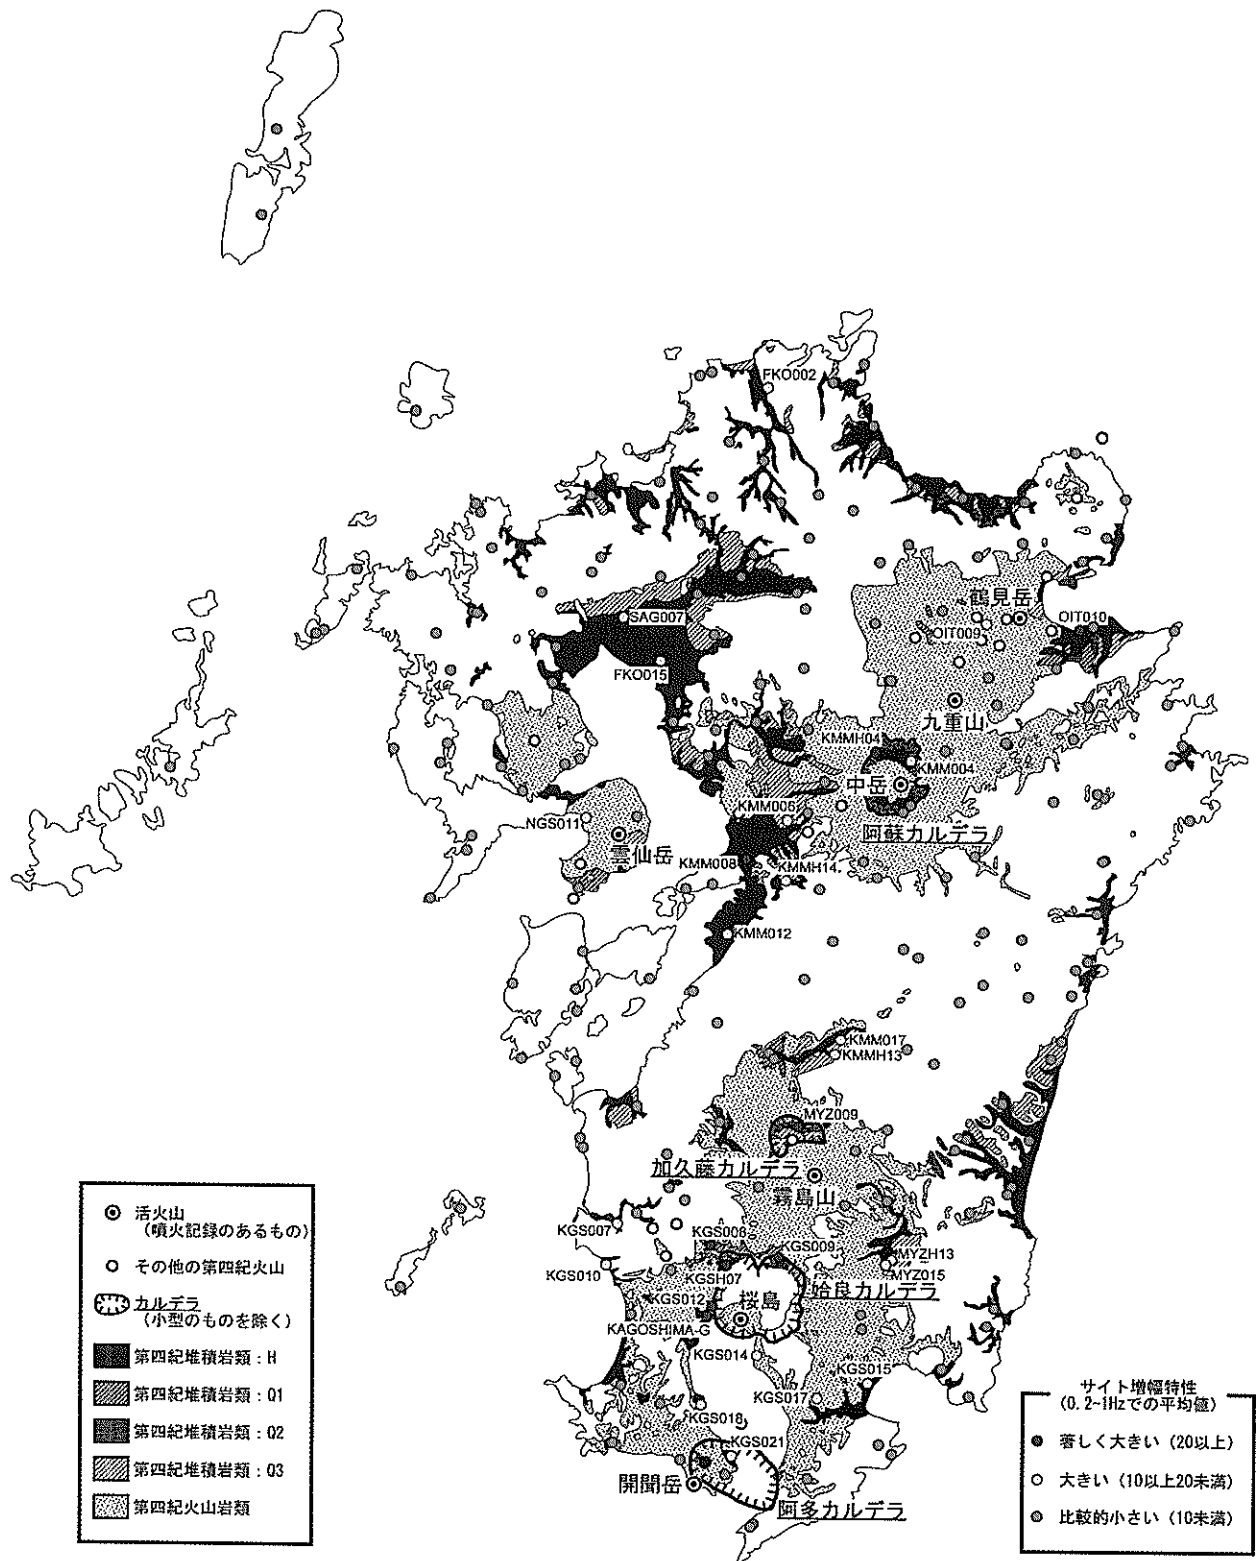 FKO002
鶴見岳
SAG007
OIT009
OIT010
FKO015
九重山
KMMH04
KMM004
中岳
KMM006
阿蘇カルデラ
NGS011
雲仙岳
KMM008
KMMH14
KMM012
KMM017
KMMH13
MYZ009
加久藤カルデラ
霧島山
KGS007
KGS006
KGS009
MYZH13
KGS010
KGSH07
MYZ015
KGS012
桜島
姶良カルデラ
KAGOSHIMA-G
KGS014
KGS015
KGS017
KGS018
KGS021
開聞岳
阿多カルデラ
活火山
(噴火記録のあるもの)
その他の第四紀火山
カルデラ
(小型のものを除く)
第四紀堆積岩類:H
第四紀堆積岩類:Q1
第四紀堆積岩類:Q2
第四紀堆積岩類:Q3
第四紀火山岩類
サイト増幅特性
(0.2~1Hzでの平均値)
著しく大きい (20以上)
大きい (10以上20未満)
比較的小さい (10未満)